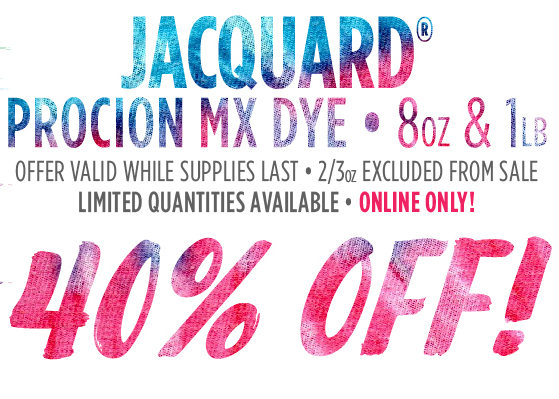 JACQUARD®
PROCION MX DYE • 8OZ & 1LB
OFFER VALID WHILE SUPPLIES LAST • 2/3OZ EXCLUDED FROM SALE
LIMITED QUANTITIES AVAILABLE • ONLINE ONLY!
40% OFF!